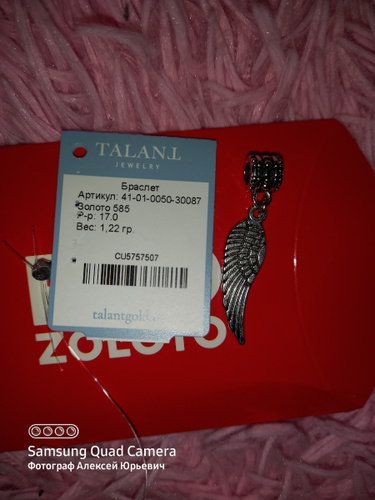 TALANT
JEWELRY
Браслет
Артикул: 41-01-0050-30087
Золото 585
Р-р: 17.0
Вес: 1,22 гр.
CU5757507
talantgold
ZOLOTO
Samsung Quad Camera
Фотограф Алексей Юрьевич